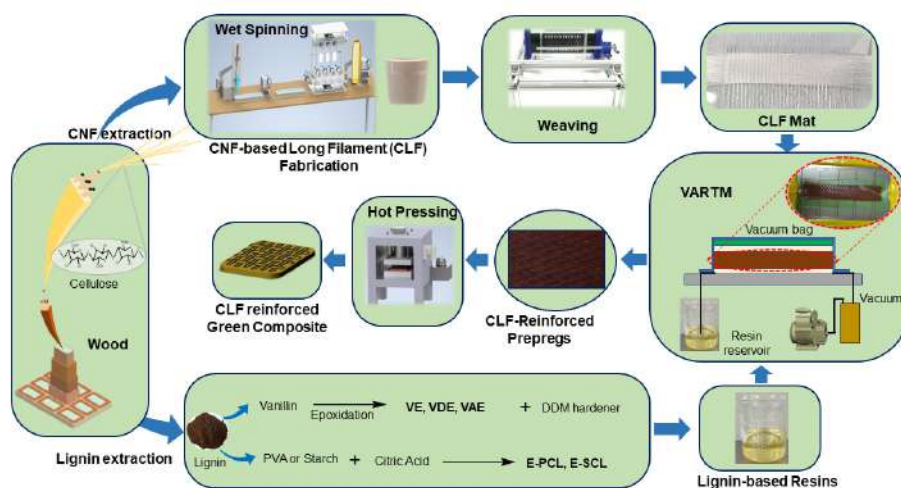 Wet Spinning
CNF extraction
CNF-based Long Filament (CLF)
Fabrication
Weaving
CLF Mat
VARTM
Vacuum bag
Vacuum
Resin
reservoir
Hot Pressing
CLF-Reinforced
Prepregs
CLF reinforced
Green Composite
Cellulose
Wood
Lignin extraction
Lignin
Vanillin
Epoxidation
VE, VDE, VAE
+ DDM hardener
PVA or Starch + Citric Acid
E-PCL, E-SCL
Lignin-based Resins